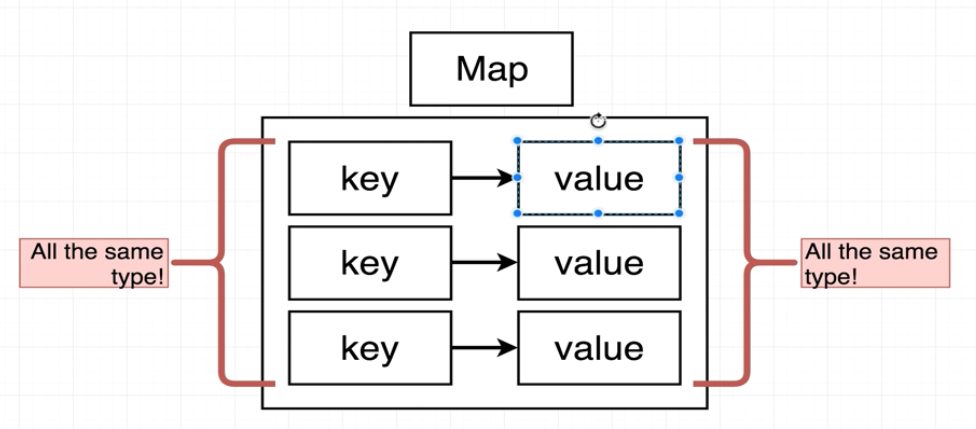 Map
key
value
key
value
key
value
All the same
type!
All the same
type!